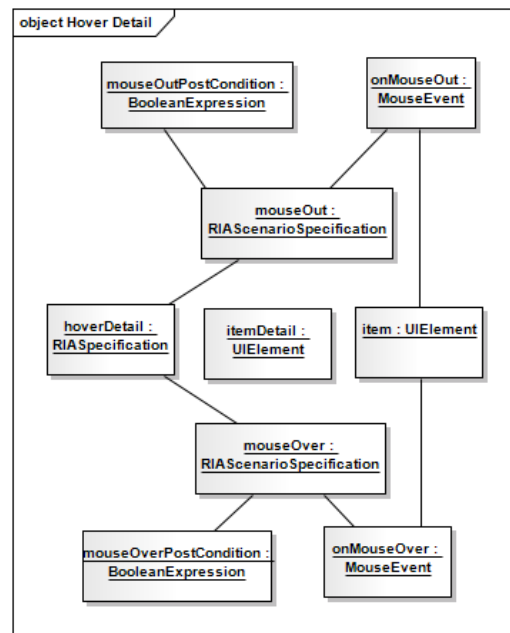 object Hover Detail
mouseOutPostCondition :
BooleanExpression
onMouseOut :
MouseEvent
mouseOut :
RIAScenarioSpecification
hoverDetail :
RIASpecification
itemDetail :
UIElement
item : UIElement
mouseOver :
RIAScenarioSpecification
mouseOverPostCondition :
BooleanExpression
onMouseOver :
MouseEvent